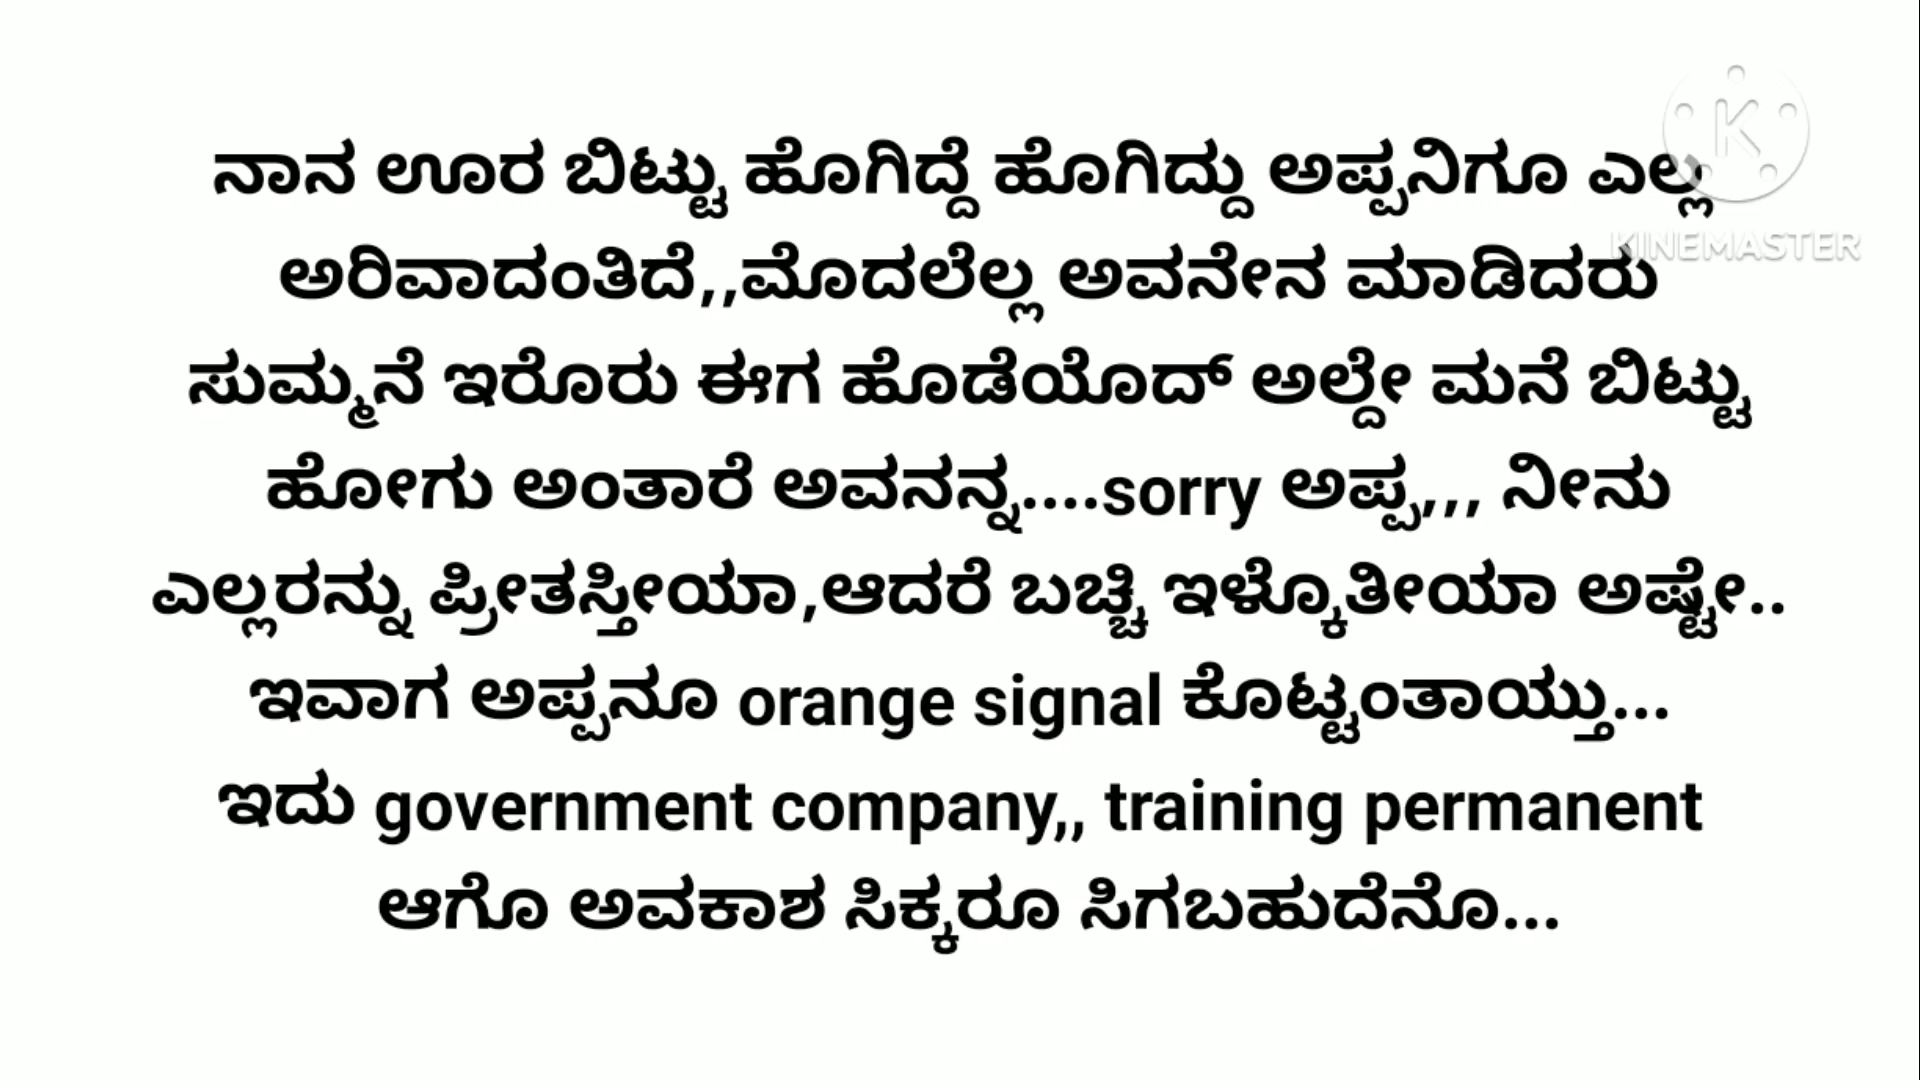 ನಾನ ಊರ ಬಿಟ್ಟು ಹೊಗಿದ್ದೆ ಹೊಗಿದ್ದು ಅಪ್ಪನಿಗೂ ಎಲ್ಲ
ಅರಿವಾದಂತಿದೆ,,ಮೊದಲೆಲ್ಲ ಅವನೇನ ಮಾಡಿದರು
ಸುಮ್ಮನೆ ಇರೊರು ಈಗ ಹೊಡೆಯೊದ್ ಅಲ್ದೇ ಮನೆ ಬಿಟ್ಟು
ಹೋಗು ಅಂತಾರೆ ಅವನನ್ನ....sorry ಅಪ್ಪ,,, ನೀನು
ಎಲ್ಲರನ್ನು ಪ್ರೀತಸ್ತೀಯಾ,ಆದರೆ ಬಚ್ಚಿ ಇಳ್ಕೊತೀಯಾ ಅಷ್ಟೇ..
ಇವಾಗ ಅಪ್ಪನೂ orange signal ಕೊಟ್ಟಂತಾಯ್ತು...
ಇದು government company,, training permanent
ಆಗೊ ಅವಕಾಶ ಸಿಕ್ಕರೂ ಸಿಗಬಹುದೆನೊ...
K
KINEMASTER